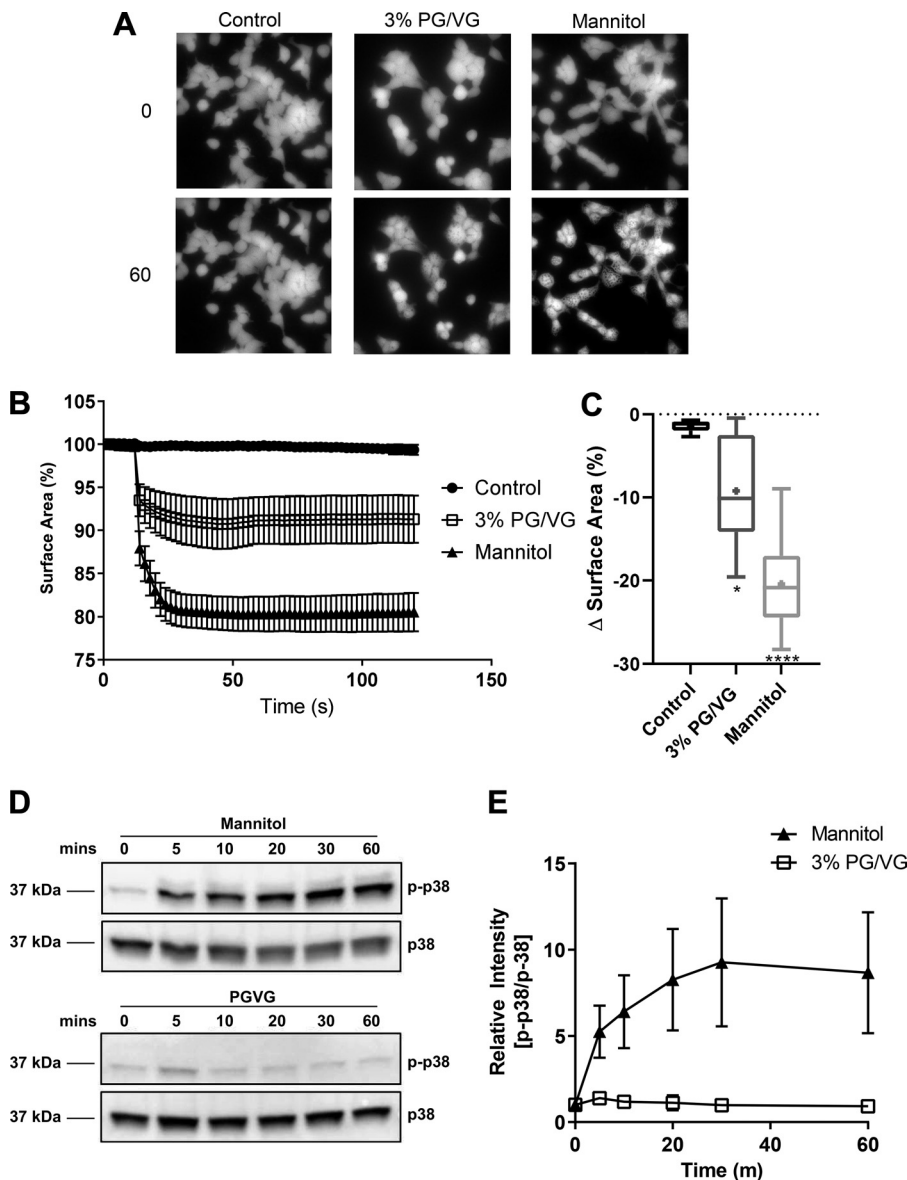 A
Control 3% PG/VG Mannitol
0
60
B
105
100
95
90
85
80
75
0 50 100 150
Surface Area (%)
Time (s)
Control
3% PG/VG
Mannitol
C
0
-10
-20
-30
Δ Surface Area (%)
*
****
Control
3% PG/VG
Mannitol
D
Mannitol
mins 0 5 10 20 30 60
37 kDa p-p38
37 kDa p38
PGVG
mins 0 5 10 20 30 60
37 kDa p-p38
37 kDa p38
E
Mannitol
3% PG/VG
15
10
5
0
0 20 40 60
Relative Intensity
[p-p38/p-38]
Time (m)